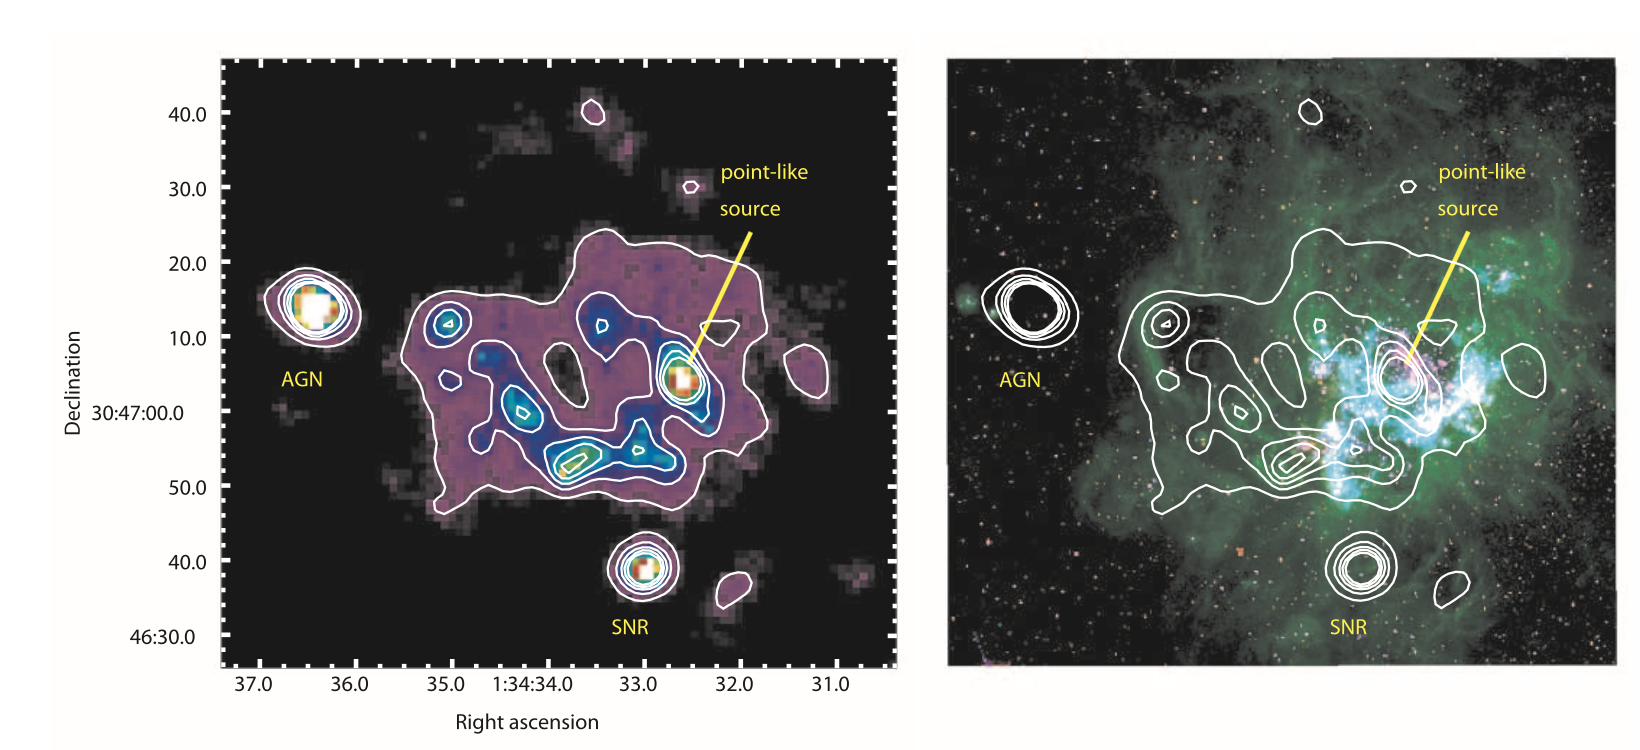 40.0
30.0
20.0
10.0
30:47:00.0
50.0
40.0
46:30.0
Declination
37.0 36.0 35.0 1:34:34.0 33.0 32.0 31.0
Right ascension
point-like
source
AGN
SNR
point-like
source
AGN
SNR